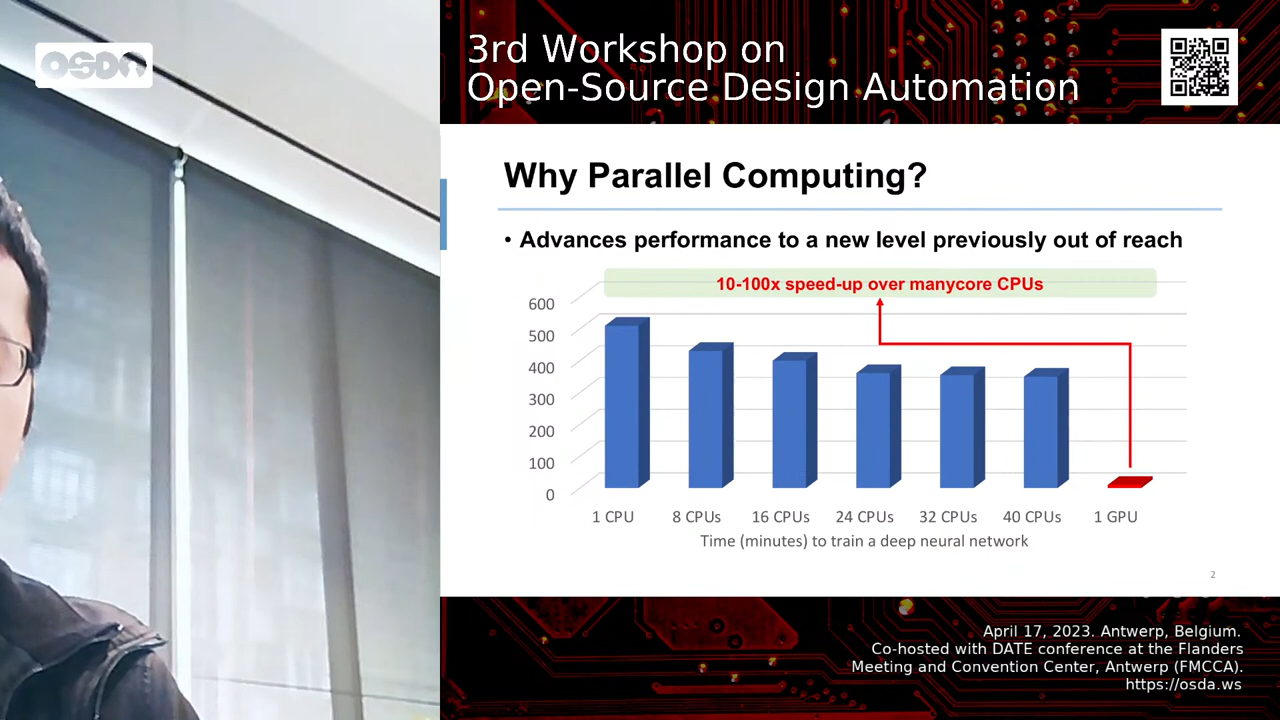 OSDA
3rd Workshop on
Open-Source Design Automation
Why Parallel Computing?
• Advances performance to a new level previously out of reach
10-100x speed-up over manycore CPUs
600
500
400
300
200
100
0
1 CPU
8 CPUs
16 CPUs
24 CPUs
32 CPUs
40 CPUs
1 GPU
Time (minutes) to train a deep neural network
2
April 17, 2023. Antwerp, Belgium.
Co-hosted with DATE conference at the Flanders
Meeting and Convention Center, Antwerp (FMCCA).
https://osda.ws